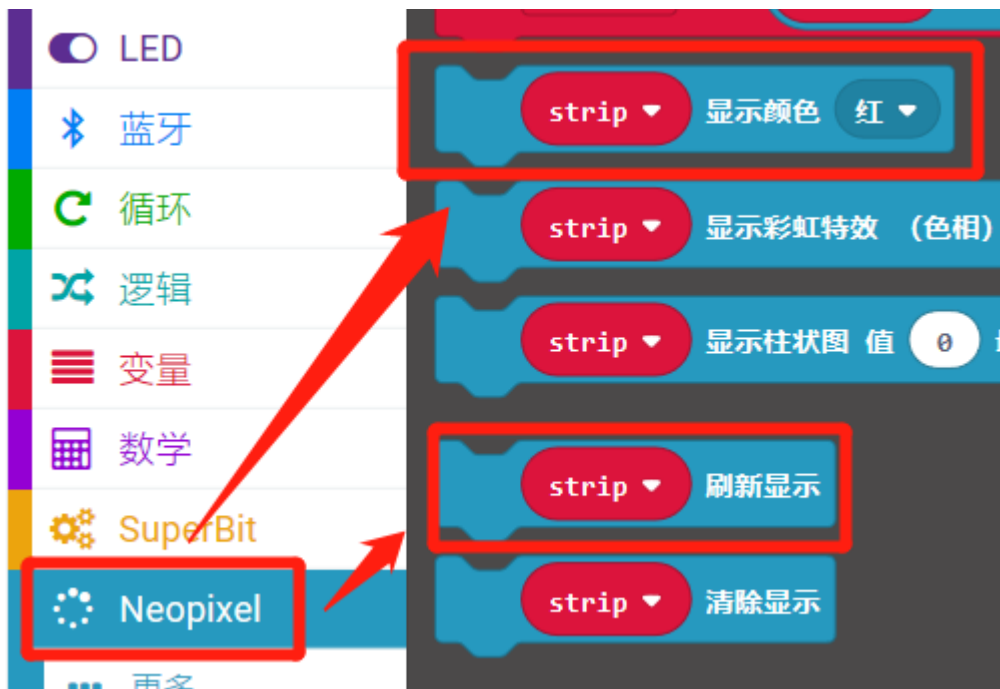 LED
蓝牙
循环
逻辑
变量
数学
SuperBit
Neopixel
更多
strip 显示颜色 红
strip 显示彩虹特效 (色相)
strip 显示柱状图 值 0
strip 刷新显示
strip 清除显示